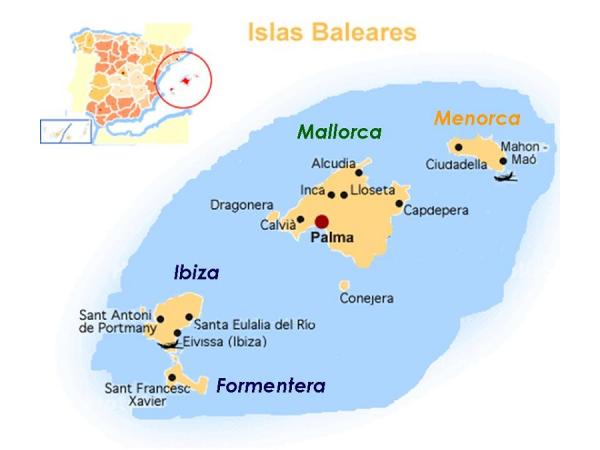 Islas Baleares
Menorca
Mallorca
Mahon -
Maó
Ciudadella
Alcudia
Inca
Lloseta
Dragonera
Capdepera
Calvià
Palma
Ibiza
Conejera
Sant Antoni
de Portmany
Santa Eulalia del Río
Eivissa (Ibiza)
Formentera
Sant Francesc
Xavier